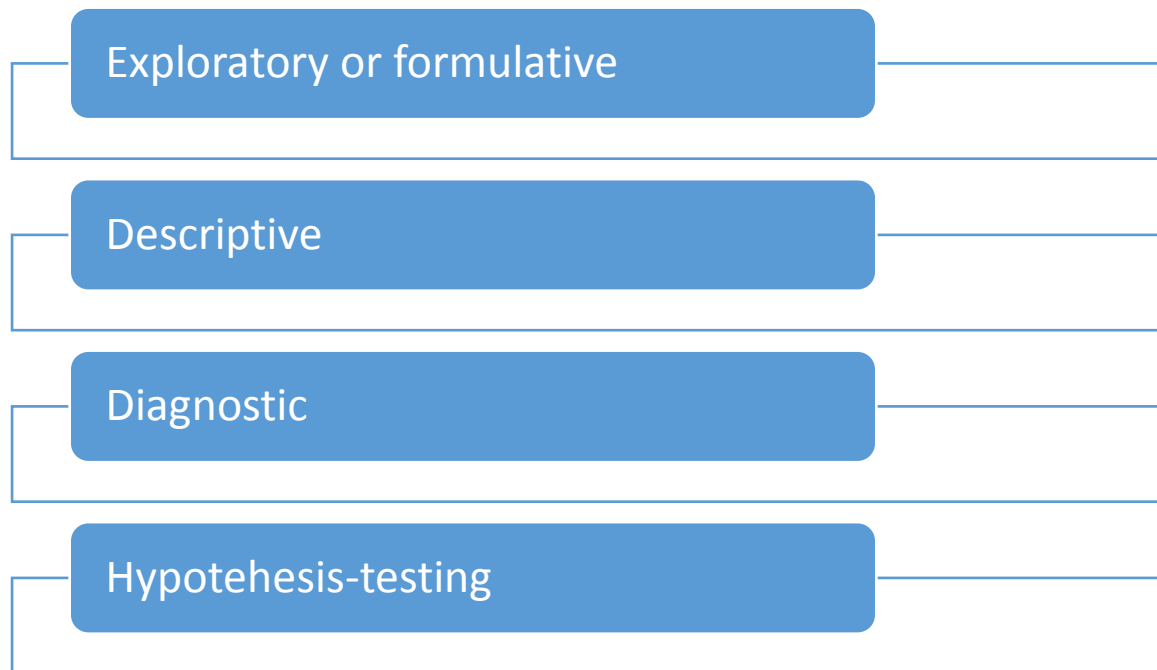 Exploratory or formulative
Descriptive
Diagnostic
Hypotehesis-testing